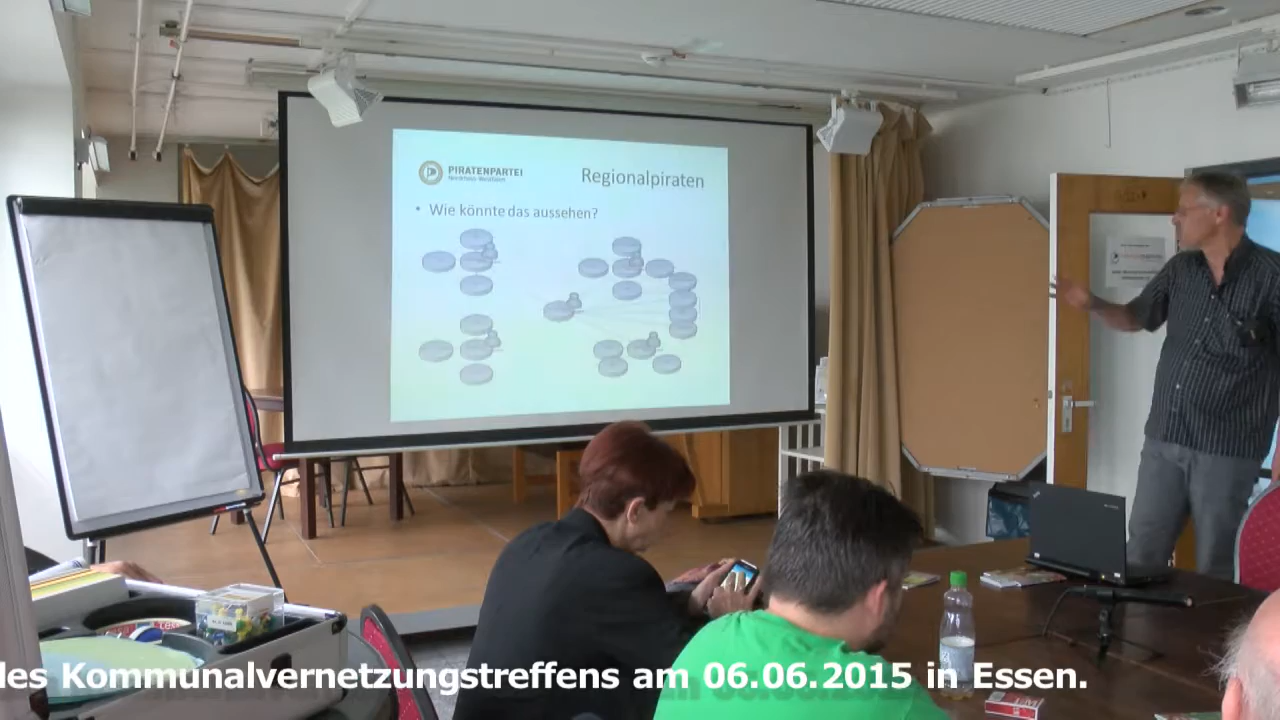 PIRATENPARTEI
Nordrhein-Westfalen
Regionalpiraten
• Wie könnte das aussehen?
des Kommunalvernetzungstreffens am 06.06.2015 in Essen.